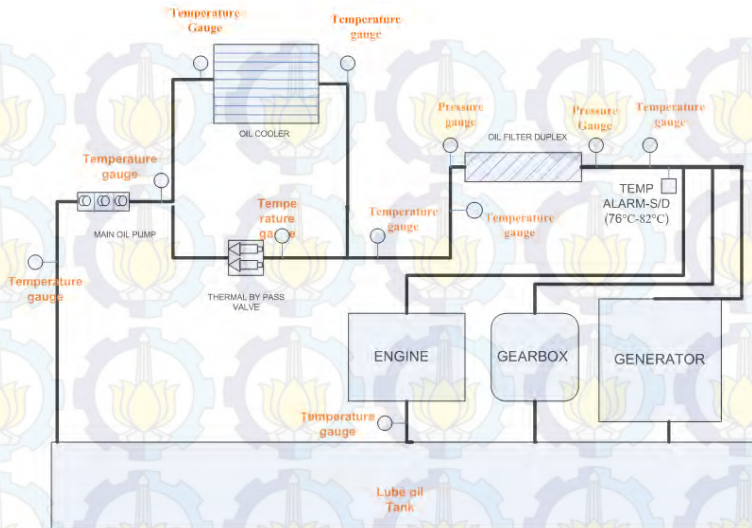 Temperature
Gauge
Temperature
gauge
OIL COOLER
Pressure
gauge
OIL FILTER DUPLEX
Pressure
Gauge
Temperature
gauge
Temperature
gauge
MAIN OIL PUMP
Tempe
rature
gauge
Temperature
gauge
Temperature
gauge
TEMP
ALARM-S/D
(76°C-82°C)
Temperature
gauge
THERMAL BY PASS
VALVE
ENGINE
GEARBOX
GENERATOR
Temperature
gauge
Lube oil
Tank